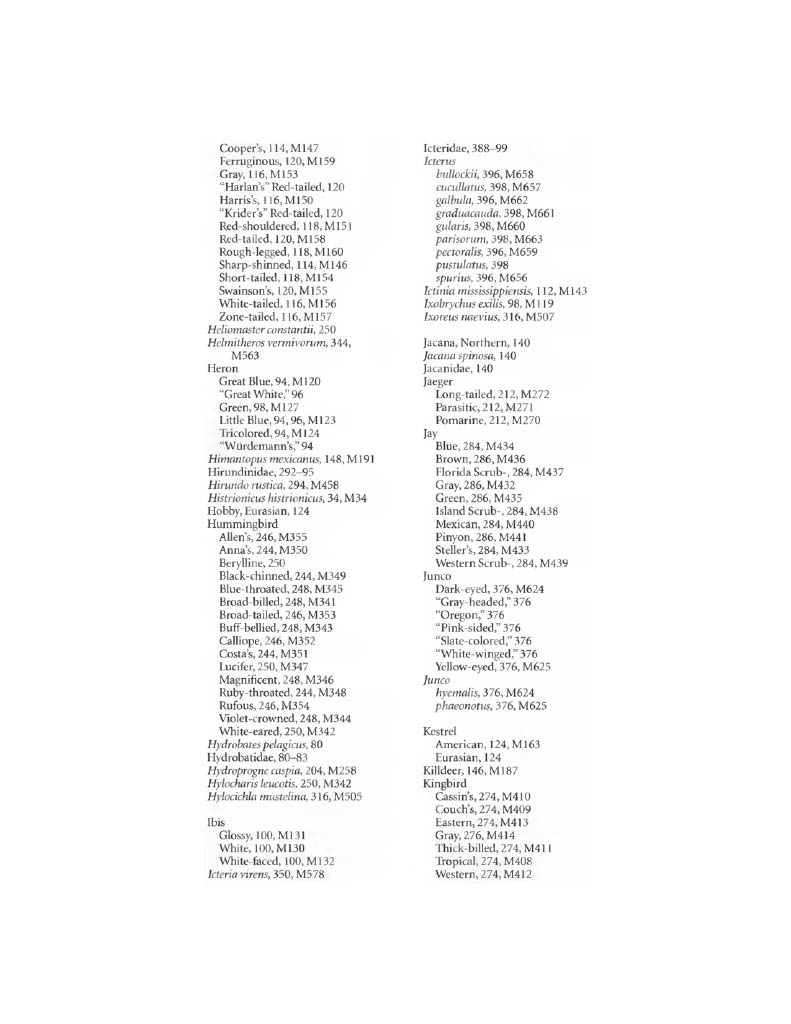 Cooper's, 114, M147
Ferruginous, 120, M159
Gray, 116, M153
"Harlan's" Red-tailed, 120
Harris's, 116, M150
"Krider's" Red-tailed, 120
Red-shouldered, 118, M151
Red-tailed, 120, M158
Rough-legged, 118, M160
Sharp-shinned, 114, M146
Short-tailed, 118, M154
Swainson's, 120, M155
White-tailed, 116, M156
Zone-tailed, 116, M157
Heliomaster constantii, 250
Helmitheros vermivorum, 344,
M563
Heron
Great Blue, 94, M120
"Great White," 96
Green, 98, M127
Little Blue, 94, 96, M123
Tricolored, 94, M124
"Würdemann's," 94
Himantopus mexicanus, 148, M191
Hirundinidae, 292–95
Hirundo rustica, 294, M458
Histrionicus histrionicus, 34, M34
Hobby, Eurasian, 124
Hummingbird
Allen's, 246, M355
Anna's, 244, M350
Berylline, 250
Black-chinned, 244, M349
Blue-throated, 248, M345
Broad-billed, 248, M341
Broad-tailed, 246, M353
Buff-bellied, 248, M343
Calliope, 246, M352
Costa's, 244, M351
Lucifer, 250, M347
Magnificent, 248, M346
Ruby-throated, 244, M348
Rufous, 246, M354
Violet-crowned, 248, M344
White-eared, 250, M342
Hydrobates pelagicus, 80
Hydrobatidae, 80–83
Hydroprogne caspia, 204, M258
Hylocharis leucotis, 250, M342
Hylocichla mustelina, 316, M505
Ibis
Glossy, 100, M131
White, 100, M130
White-faced, 100, M132
Icteria virens, 350, M578
Icteridae, 388–99
Icterus
bullockii, 396, M658
cucullatus, 398, M657
galbula, 396, M662
graduacauda, 398, M661
gularis, 398, M660
parisorum, 398, M663
pectoralis, 396, M659
pustulatus, 398
spurius, 396, M656
Ictinia mississippiensis, 112, M143
Ixobrychus exilis, 98, M119
Ixoreus naevius, 316, M507
Jacana, Northern, 140
Jacana spinosa, 140
Jacanidae, 140
Jaeger
Long-tailed, 212, M272
Parasitic, 212, M271
Pomarine, 212, M270
Jay
Blue, 284, M434
Brown, 286, M436
Florida Scrub-, 284, M437
Gray, 286, M432
Green, 286, M435
Island Scrub-, 284, M438
Mexican, 284, M440
Pinyon, 286, M441
Steller's, 284, M433
Western Scrub-, 284, M439
Junco
Dark-eyed, 376, M624
"Gray-headed," 376
"Oregon," 376
"Pink-sided," 376
"Slate-colored," 376
"White-winged," 376
Yellow-eyed, 376, M625
Junco
hyemalis, 376, M624
phaeonotus, 376, M625
Kestrel
American, 124, M163
Eurasian, 124
Killdeer, 146, M187
Kingbird
Cassin's, 274, M410
Couch's, 274, M409
Eastern, 274, M413
Gray, 276, M414
Thick-billed, 274, M411
Tropical, 274, M408
Western, 274, M412